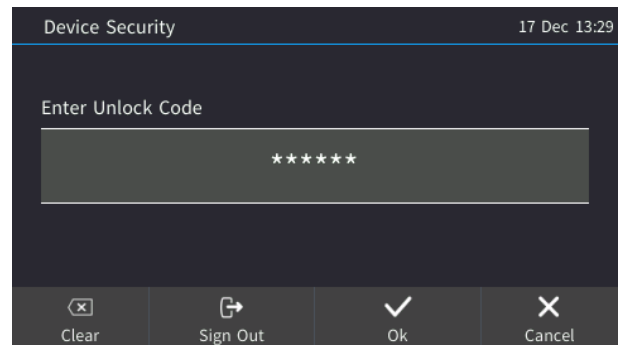 Device Security 17 Dec 13:29
Enter Unlock Code
******
Clear Sign Out Ok Cancel